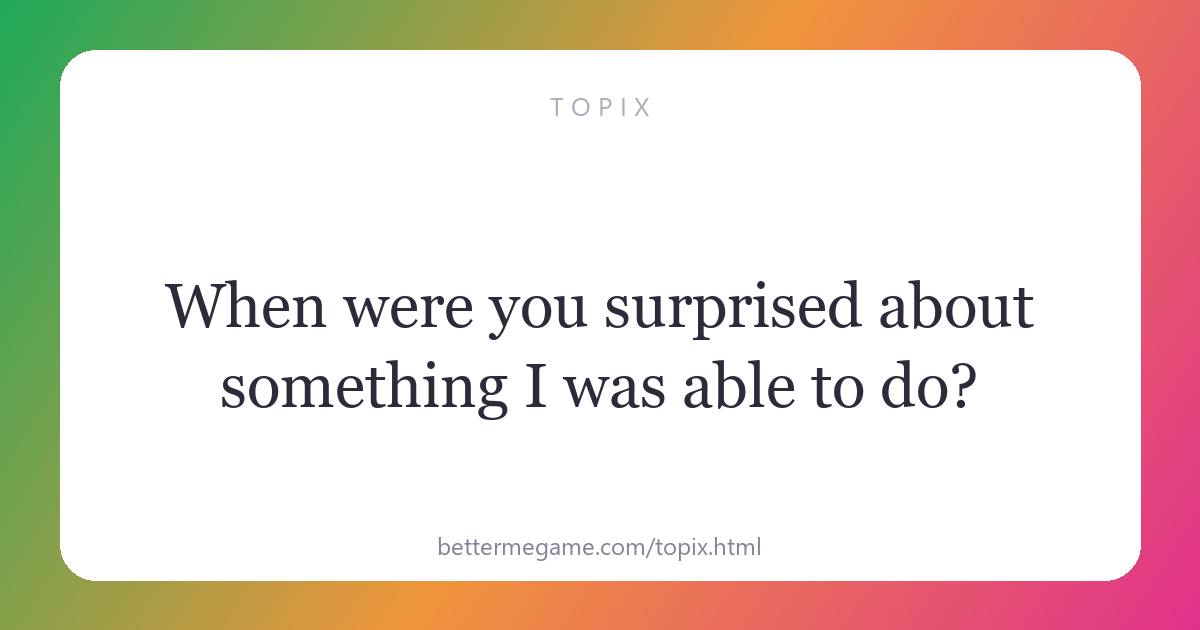 TOPIX
When were you surprised about
something I was able to do?
bettermegame.com/topix.html